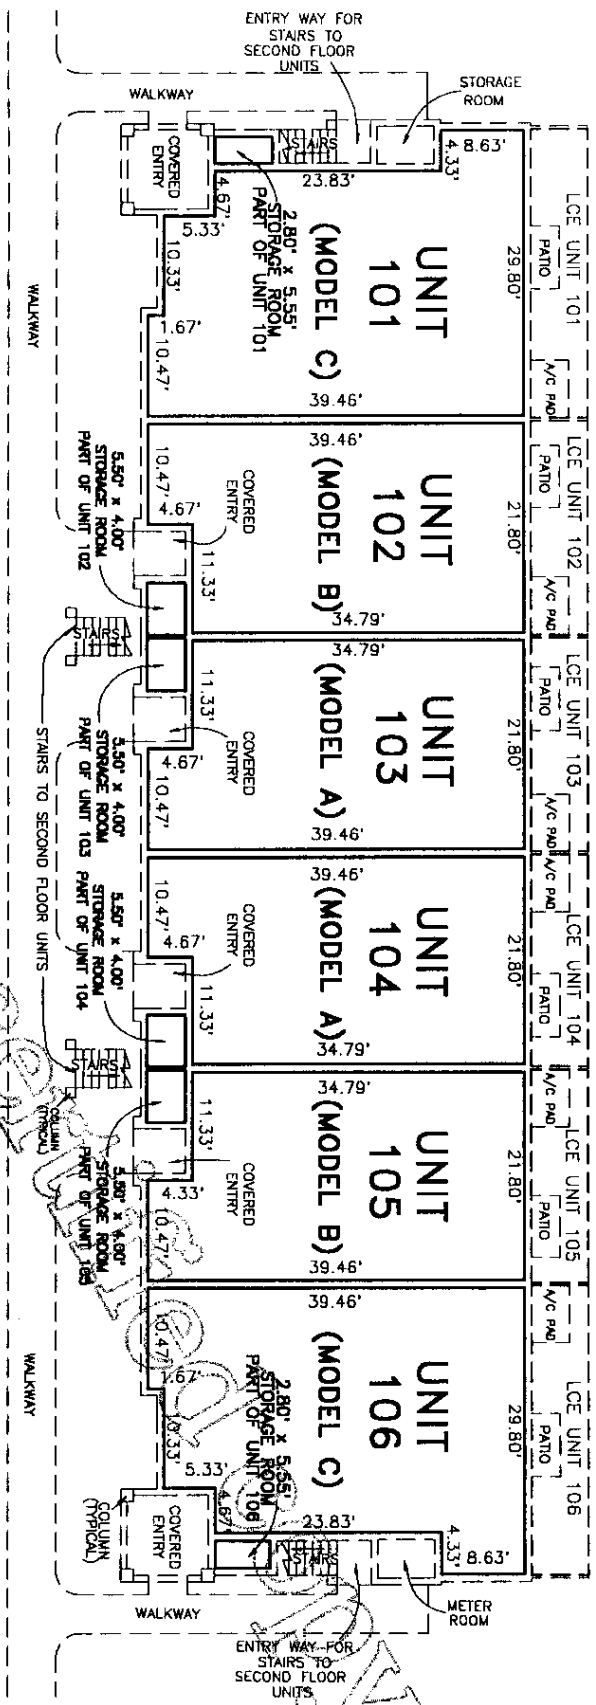 ENTRY WAY FOR
STAIRS TO
SECOND FLOOR
UNITS
STORAGE
ROOM
WALKWAY
STAIRS
COVERED
ENTRY
8.63'
4.33'
23.83'
4.67'
5.33'
2.80' x 5.55'
STORAGE ROOM
PART OF UNIT 101
UNIT
101
(MODEL C)
29.80'
LCE UNIT 101
PATIO
A/C PAD
10.33'
1.67'
10.47'
39.46'
WALKWAY
39.46'
UNIT
102
(MODEL B)
21.80'
LCE UNIT 102
PATIO
A/C PAD
10.47'
4.67'
COVERED
ENTRY
11.33'
5.50' x 4.00'
STORAGE ROOM
PART OF UNIT 102
34.79'
STAIRS
34.79'
UNIT
103
(MODEL A)
21.80'
LCE UNIT 103
PATIO
A/C PAD
11.33'
4.67'
COVERED
ENTRY
10.47'
5.50' x 4.00'
STORAGE ROOM
PART OF UNIT 103
39.46'
STAIRS TO SECOND FLOOR UNITS
39.46'
UNIT
104
(MODEL A)
21.80'
LCE UNIT 104
A/C PAD
PATIO
10.47'
4.67'
COVERED
ENTRY
11.33'
5.50' x 4.00'
STORAGE ROOM
PART OF UNIT 104
34.79'
STAIRS
COLUMN
(TYPICAL)
34.79'
UNIT
105
(MODEL B)
21.80'
LCE UNIT 105
A/C PAD
PATIO
11.33'
4.33'
COVERED
ENTRY
10.47'
5.50' x 4.00'
STORAGE ROOM
PART OF UNIT 105
39.46'
39.46'
UNIT
106
(MODEL C)
29.80'
LCE UNIT 106
A/C PAD
PATIO
10.47'
1.67'
10.33'
5.33'
4.67'
2.80' x 5.55'
STORAGE ROOM
PART OF UNIT 106
23.83'
4.33'
8.63'
WALKWAY
COLUMN
(TYPICAL)
COVERED
ENTRY
STAIRS
METER
ROOM
WALKWAY
ENTRY WAY FOR
STAIRS TO
SECOND FLOOR
UNITS
Certified Copy